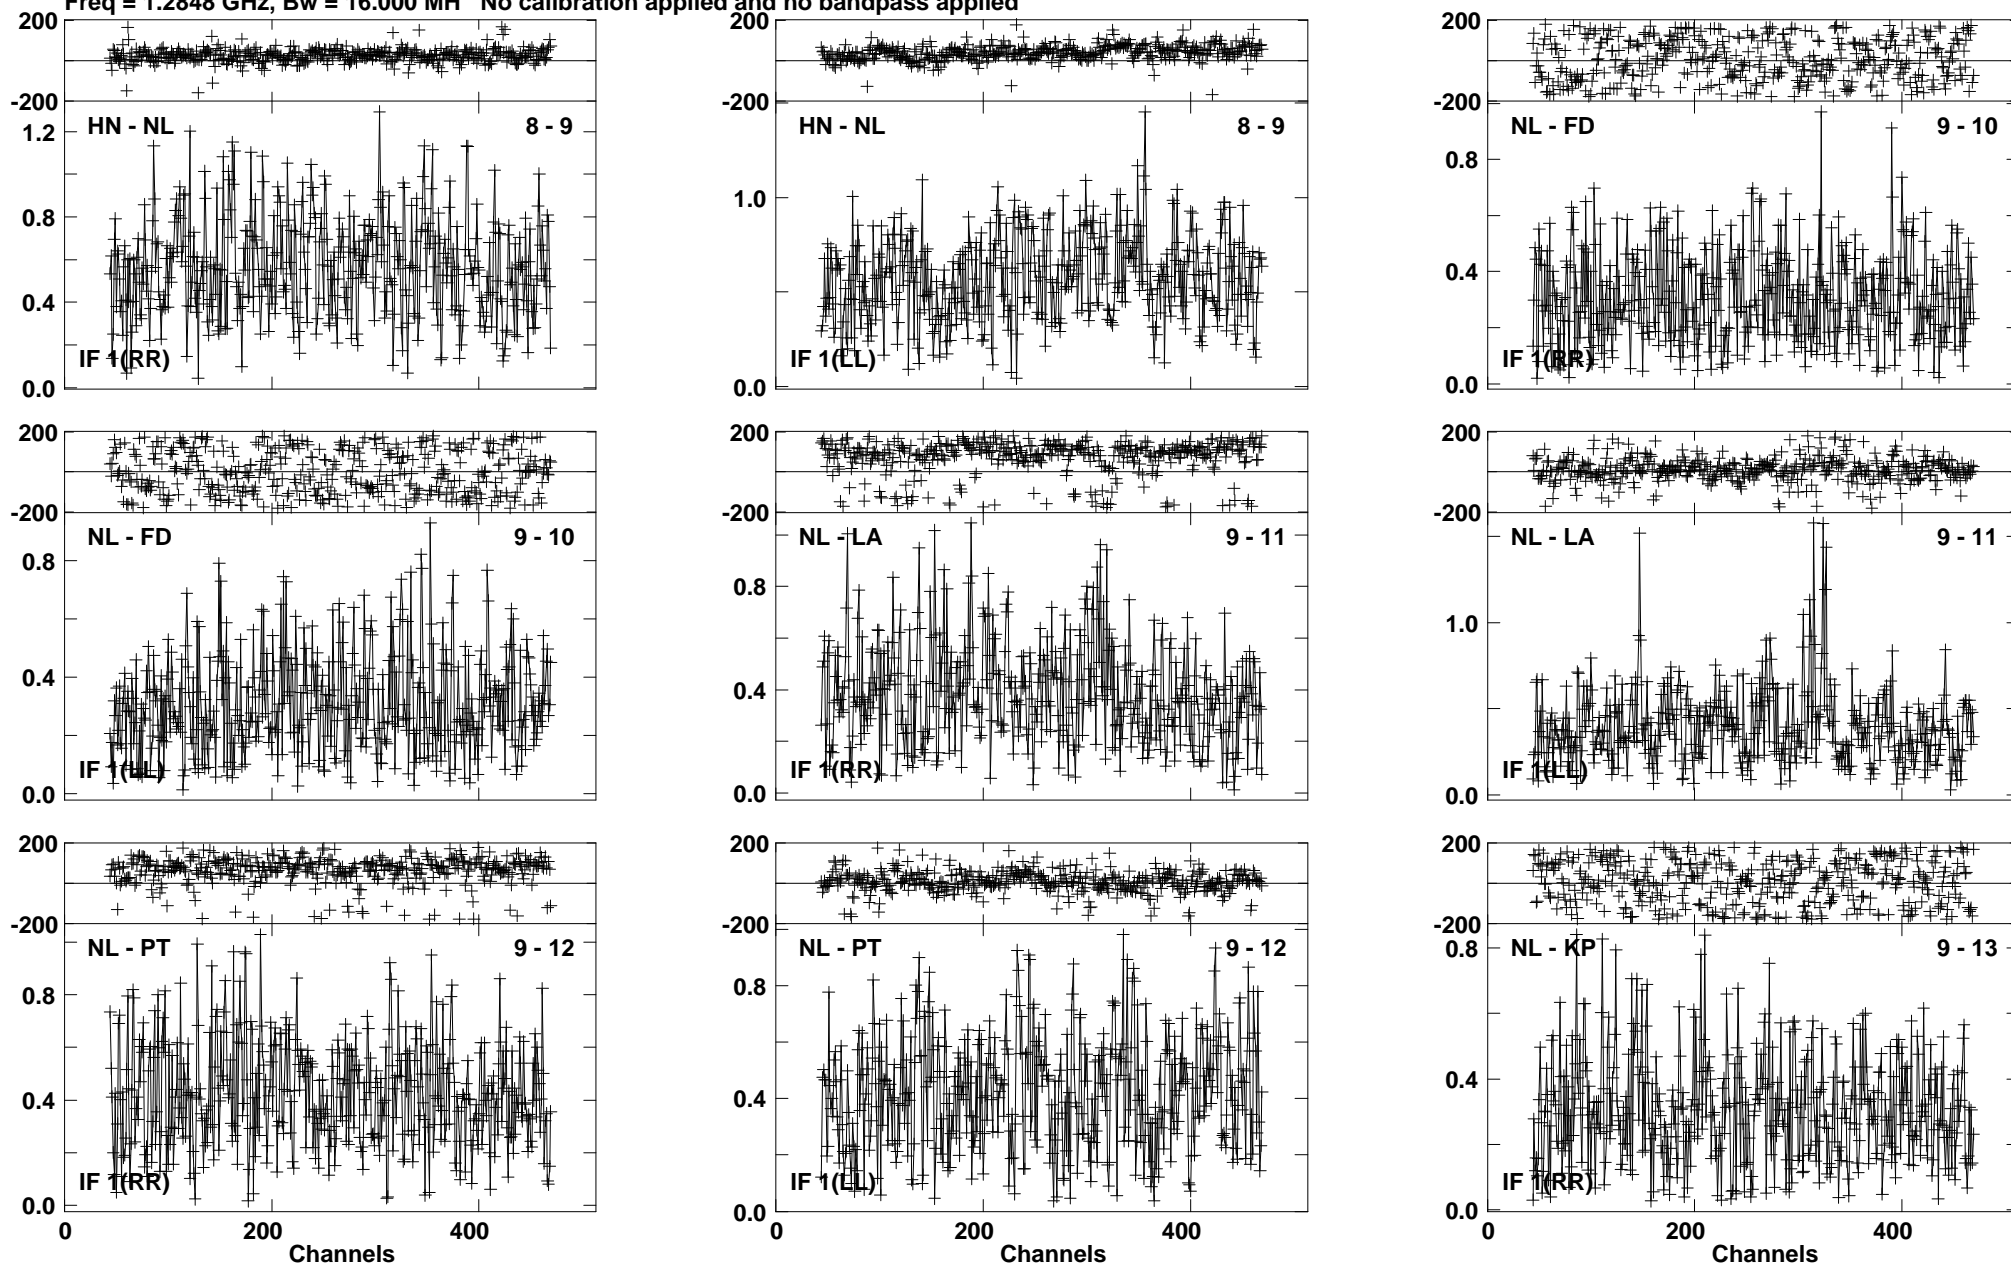 Freq = 1.2848 GHz, Bw = 16.000 MH No calibration applied and no bandpass applied
200
-200
HN - NL 8 - 9
1.2
0.8
0.4
0.0
IF 1(RR)
200
-200
HN - NL 8 - 9
1.0
0.0
IF 1(LL)
200
-200
NL - FD 9 - 10
0.8
0.4
0.0
IF 1(RR)
200
-200
NL - FD 9 - 10
0.8
0.4
0.0
IF 1(LL)
200
-200
NL - LA 9 - 11
0.8
0.4
0.0
IF 1(RR)
200
-200
NL - LA 9 - 11
1.0
0.0
IF 1(LL)
200
-200
NL - PT 9 - 12
0.8
0.4
0.0
IF 1(RR)
0 200 400
Channels
200
-200
NL - PT 9 - 12
0.8
0.4
0.0
IF 1(LL)
0 200 400
Channels
200
-200
NL - KP 9 - 13
0.8
0.4
0.0
IF 1(RR)
0 200 400
Channels